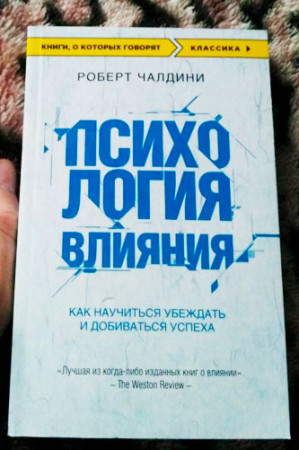 КНИГИ, О КОТОРЫХ ГОВОРЯТ КЛАССИКА
РОБЕРТ ЧАЛДИНИ
ПСИХО
ЛОГИЯ
ВЛИЯНИЯ
КАК НАУЧИТЬСЯ УБЕЖДАТЬ
И ДОБИВАТЬСЯ УСПЕХА
«Лучшая из когда-либо изданных книг о влиянии»
– The Weston Review –